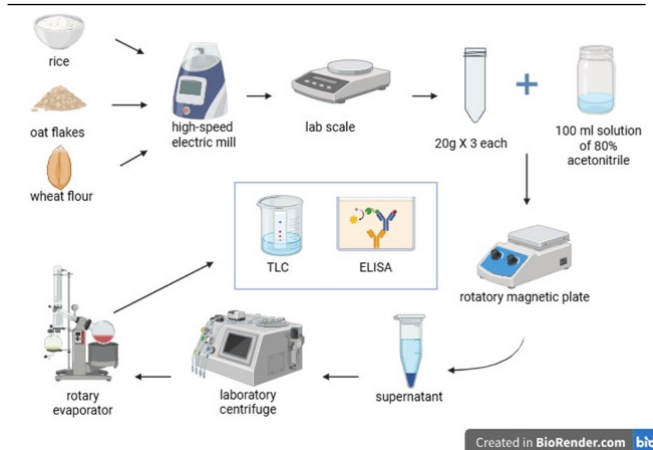 rice
oat flakes
wheat flour
high-speed
electric mill
lab scale
20g X 3 each
100 ml solution
of 80%
acetonitrile
rotatory magnetic plate
supernatant
laboratory
centrifuge
rotary
evaporator
TLC
ELISA
Created in BioRender.com bio